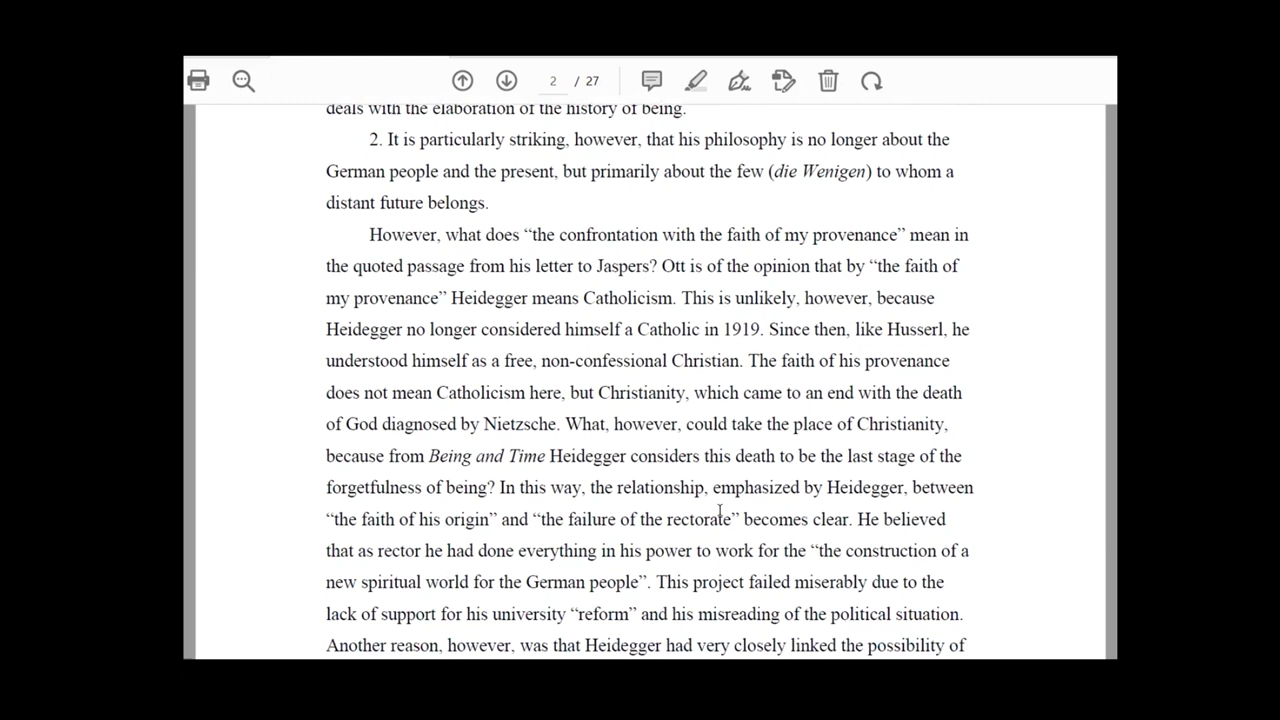 2 / 27
deals with the elaboration of the history of being.
2. It is particularly striking, however, that his philosophy is no longer about the
German people and the present, but primarily about the few (die Wenigen) to whom a
distant future belongs.
However, what does “the confrontation with the faith of my provenance” mean in
the quoted passage from his letter to Jaspers? Ott is of the opinion that by “the faith of
my provenance” Heidegger means Catholicism. This is unlikely, however, because
Heidegger no longer considered himself a Catholic in 1919. Since then, like Husserl, he
understood himself as a free, non-confessional Christian. The faith of his provenance
does not mean Catholicism here, but Christianity, which came to an end with the death
of God diagnosed by Nietzsche. What, however, could take the place of Christianity,
because from Being and Time Heidegger considers this death to be the last stage of the
forgetfulness of being? In this way, the relationship, emphasized by Heidegger, between
“the faith of his origin” and “the failure of the rectorate” becomes clear. He believed
that as rector he had done everything in his power to work for the “the construction of a
new spiritual world for the German people”. This project failed miserably due to the
lack of support for his university “reform” and his misreading of the political situation.
Another reason, however, was that Heidegger had very closely linked the possibility of